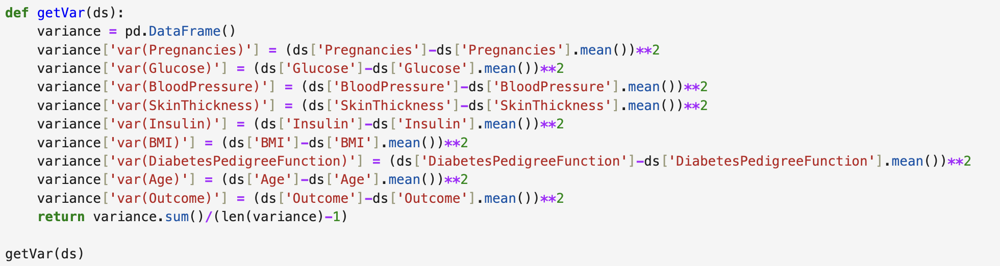 def getVar(ds):
    variance = pd.DataFrame()
    variance['var(Pregnancies)'] = (ds['Pregnancies']-ds['Pregnancies'].mean())**2
    variance['var(Glucose)'] = (ds['Glucose']-ds['Glucose'].mean())**2
    variance['var(BloodPressure)'] = (ds['BloodPressure']-ds['BloodPressure'].mean())**2
    variance['var(SkinThickness)'] = (ds['SkinThickness']-ds['SkinThickness'].mean())**2
    variance['var(Insulin)'] = (ds['Insulin']-ds['Insulin'].mean())**2
    variance['var(BMI)'] = (ds['BMI']-ds['BMI'].mean())**2
    variance['var(DiabetesPedigreeFunction)'] = (ds['DiabetesPedigreeFunction']-ds['DiabetesPedigreeFunction'].mean())**2
    variance['var(Age)'] = (ds['Age']-ds['Age'].mean())**2
    variance['var(Outcome)'] = (ds['Outcome']-ds['Outcome'].mean())**2
    return variance.sum()/(len(variance)-1)

getVar(ds)